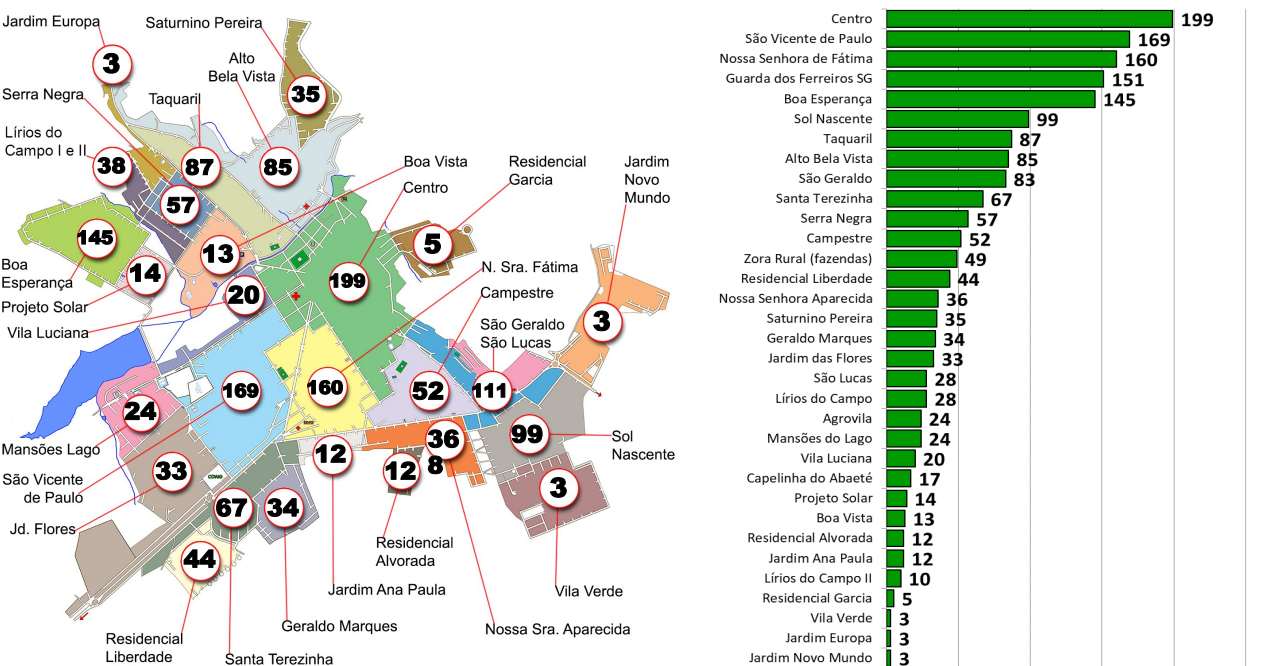 Jardim Europa
Saturnino Pereira
3
Alto
Bela Vista
Serra Negra
Taquaril
35
Lírios do
Campo I e II
38
87
85
Boa Vista
Residencial
Garcia
Jardim
Novo
Mundo
Centro
57
145
13
5
Boa
Esperança
14
199
N. Sra. Fátima
20
Campestre
Projeto Solar
Vila Luciana
São Geraldo
São Lucas
3
169
160
52
111
24
Mansões Lago
36
8
99
Sol
Nascente
12
12
São Vicente
de Paulo
33
COVAG
3
67
34
Jd. Flores
44
Residencial
Alvorada
Jardim Ana Paula
Vila Verde
Geraldo Marques
Nossa Sra. Aparecida
Residencial
Liberdade
Santa Terezinha
Centro 199
São Vicente de Paulo 169
Nossa Senhora de Fátima 160
Guarda dos Ferreiros SG 151
Boa Esperança 145
Sol Nascente 99
Taquaril 87
Alto Bela Vista 85
São Geraldo 83
Santa Terezinha 67
Serra Negra 57
Campestre 52
Zora Rural (fazendas) 49
Residencial Liberdade 44
Nossa Senhora Aparecida 36
Saturnino Pereira 35
Geraldo Marques 34
Jardim das Flores 33
São Lucas 28
Lírios do Campo 28
Agrovila 24
Mansões do Lago 24
Vila Luciana 20
Capelinha do Abaeté 17
Projeto Solar 14
Boa Vista 13
Residencial Alvorada 12
Jardim Ana Paula 12
Lírios do Campo II 10
Residencial Garcia 5
Vila Verde 3
Jardim Europa 3
Jardim Novo Mundo 3